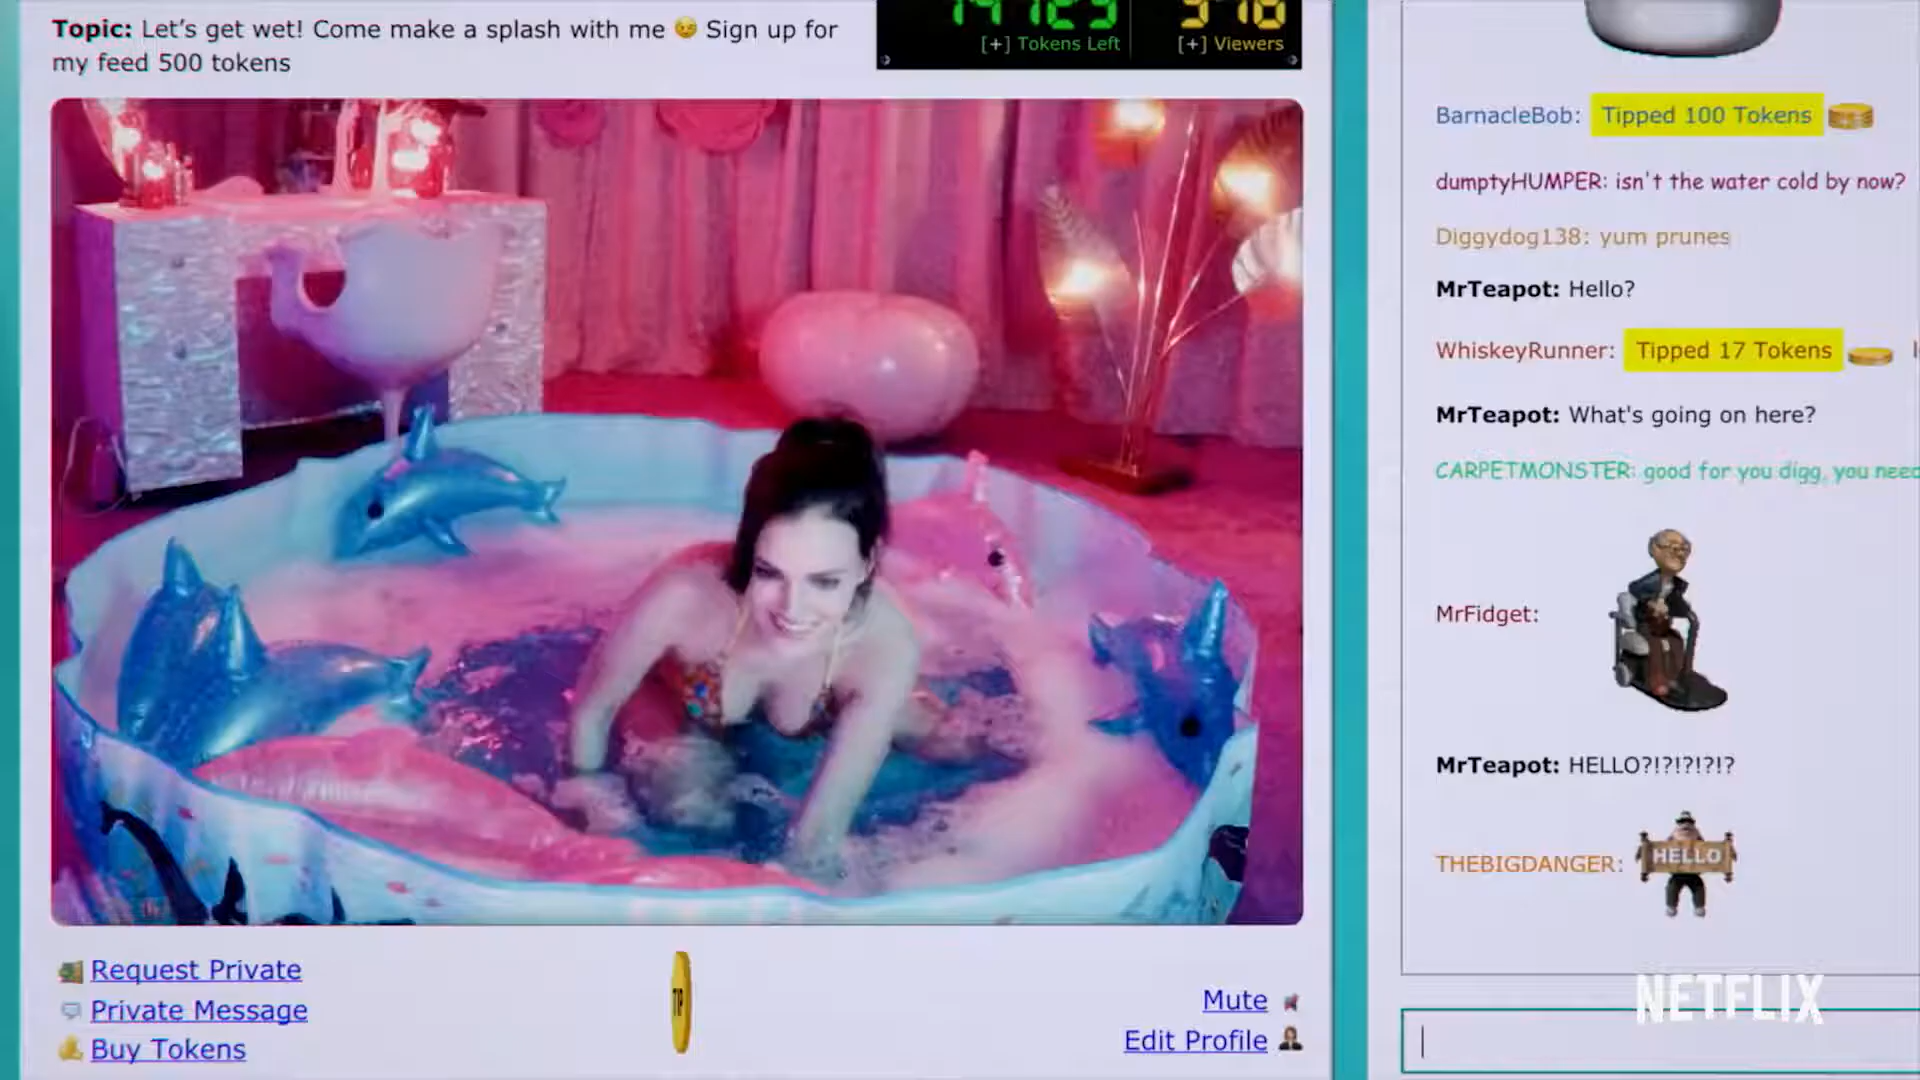 Topic: Let's get wet! Come make a splash with me 😉 Sign up for
my feed 500 tokens
[+] Tokens Left
[+] Viewers
BarnacleBob: Tipped 100 Tokens
dumptyHUMPER: isn't the water cold by now?
Diggydog138: yum prunes
MrTeapot: Hello?
WhiskeyRunner: Tipped 17 Tokens
MrTeapot: What's going on here?
CARPETMONSTER: good for you digg, you need
MrFidget:
MrTeapot: HELLO?!?!?!?!?
THEBIGDANGER: HELLO
Request Private
Private Message
Buy Tokens
TIP
Mute
Edit Profile
NETFLIX